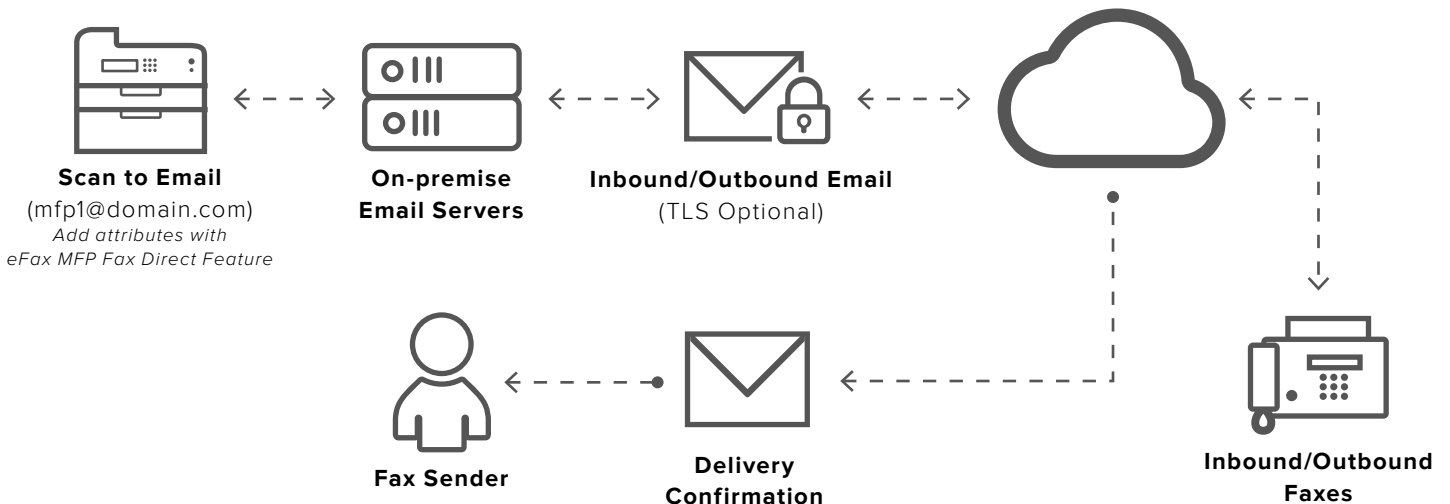 Scan to Email
(mfp1@domain.com)
Add attributes with
eFax MFP Fax Direct Feature
On-premise
Email Servers
Inbound/Outbound Email
(TLS Optional)
Fax Sender
Delivery
Confirmation
Inbound/Outbound
Faxes